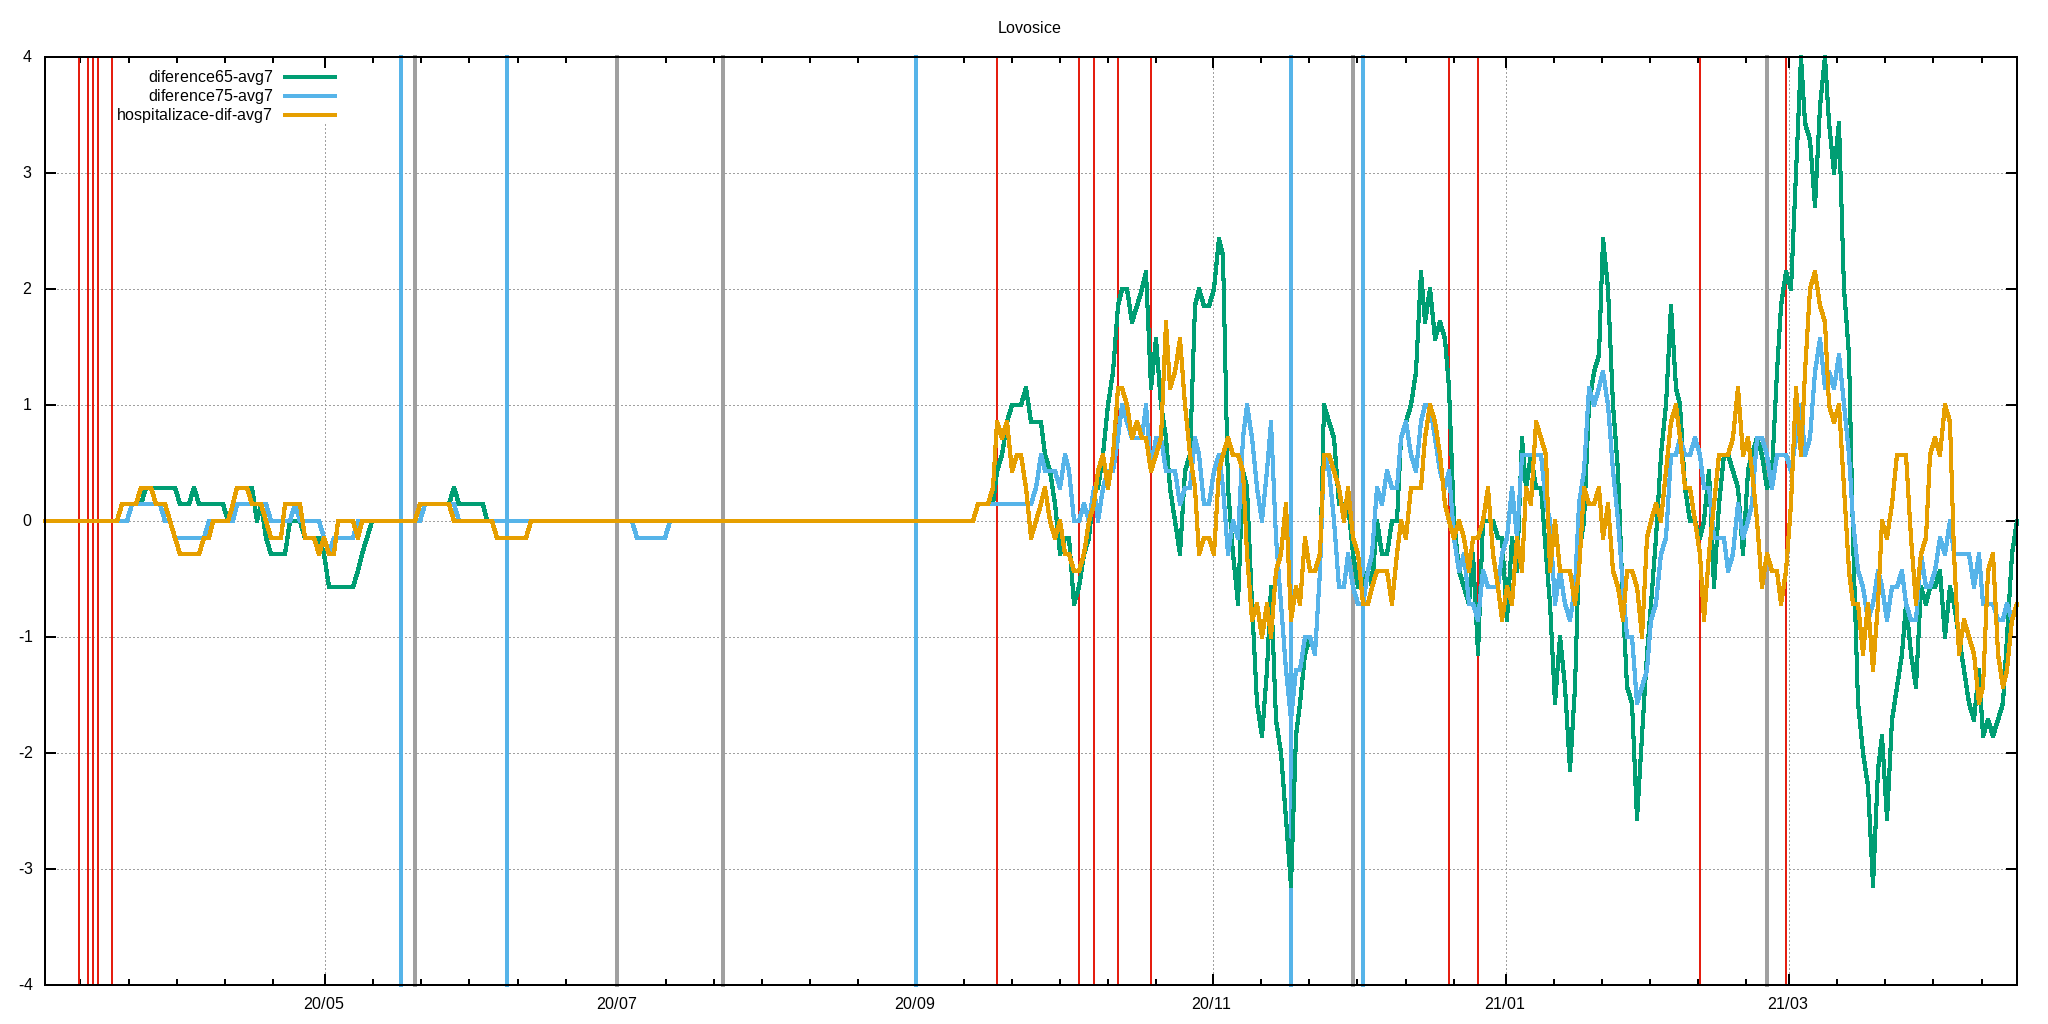 Lovosice
diference65-avg7
diference75-avg7
hospitalizace-dif-avg7
4
3
2
1
0
-1
-2
-3
-4
20/05 20/07 20/09 20/11 21/01 21/03